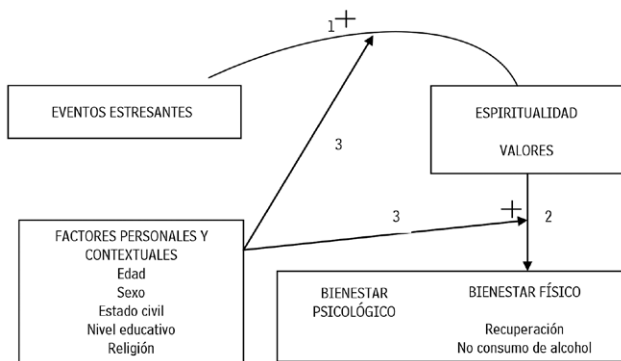 1 +
EVENTOS ESTRESANTES
ESPIRITUALIDAD
VALORES
3
3
+
2
FACTORES PERSONALES Y
CONTEXTUALES
Edad
Sexo
Estado civil
Nivel educativo
Religión
BIENESTAR
PSICOLÓGICO
BIENESTAR FÍSICO
Recuperación
No consumo de alcohol